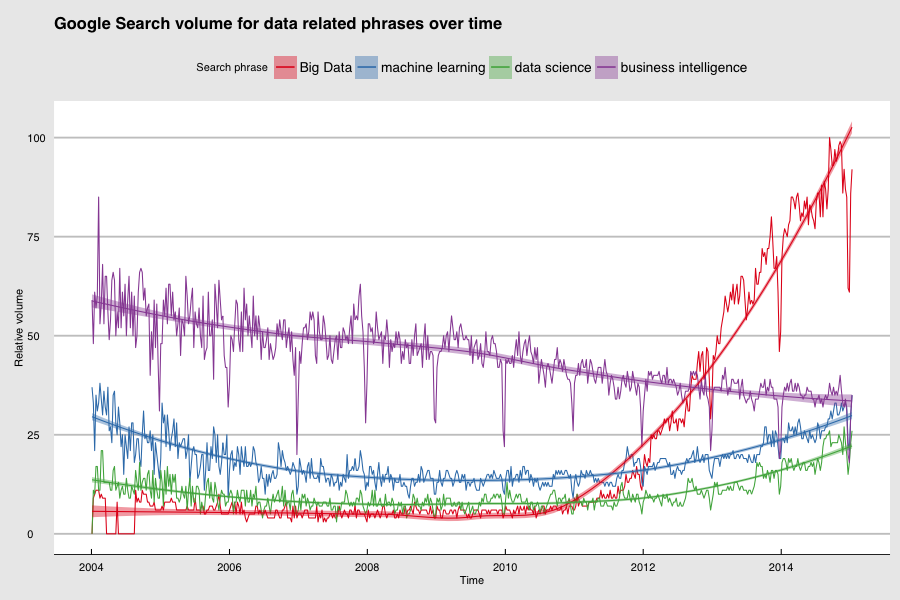 Google Search volume for data related phrases over time
Search phrase Big Data machine learning data science business intelligence
100
75
50
25
0
Relative volume
2004 2006 2008 2010 2012 2014
Time